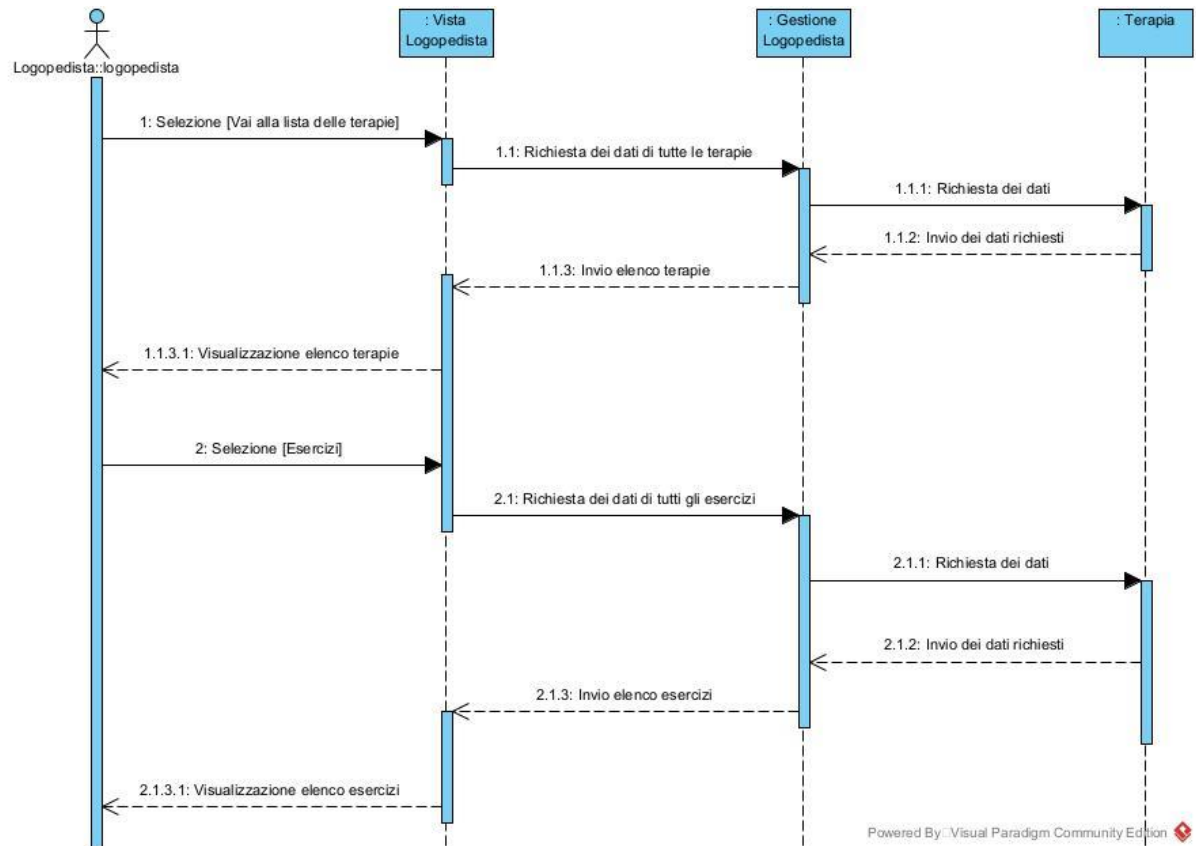 : Vista
Logopedista
: Gestione
Logopedista
: Terapia
Logopedista::logopedista
1: Selezione [Vai alla lista delle terapie]
1.1: Richiesta dei dati di tutte le terapie
1.1.1: Richiesta dei dati
1.1.2: Invio dei dati richiesti
1.1.3: Invio elenco terapie
1.1.3.1: Visualizzazione elenco terapie
2: Selezione [Esercizi]
2.1: Richiesta dei dati di tutti gli esercizi
2.1.1: Richiesta dei dati
2.1.2: Invio dei dati richiesti
2.1.3: Invio elenco esercizi
2.1.3.1: Visualizzazione elenco esercizi
Powered By Visual Paradigm Community Edition